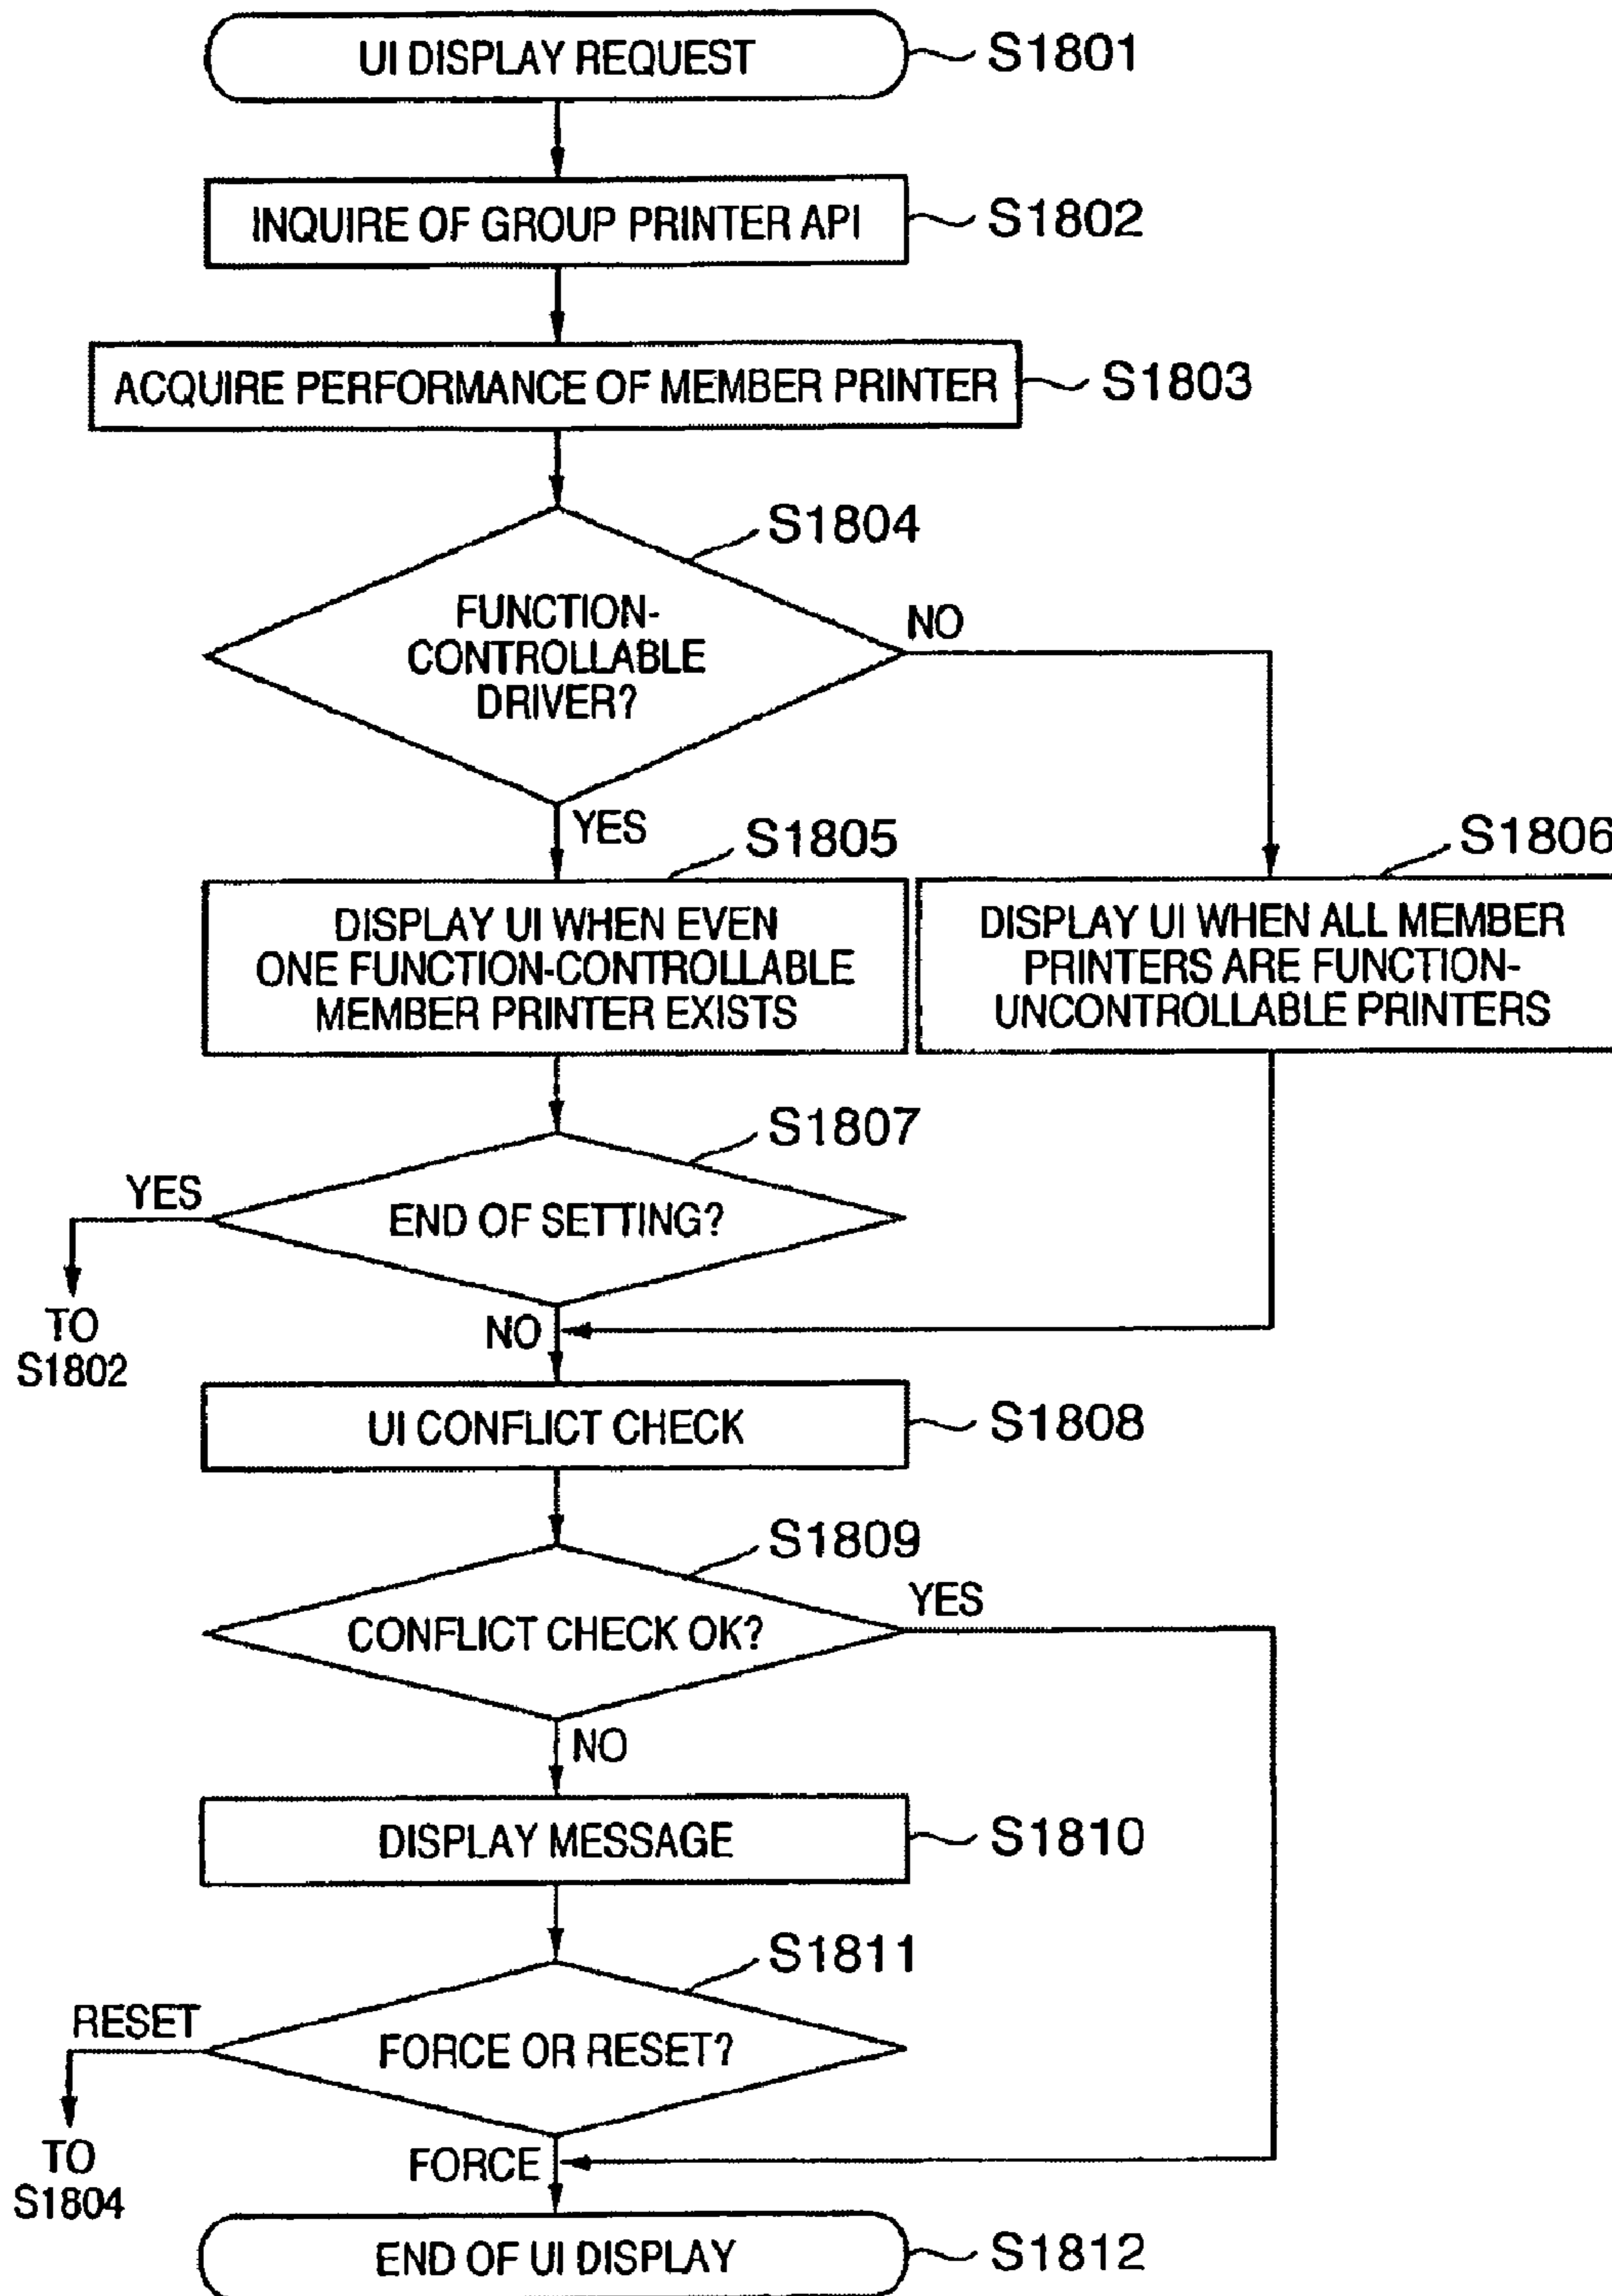 UI DISPLAY REQUEST
S1801
INQUIRE OF GROUP PRINTER API
S1802
ACQUIRE PERFORMANCE OF MEMBER PRINTER
S1803
S1804
FUNCTION-
CONTROLLABLE
DRIVER?
NO
YES
S1805
S1806
DISPLAY UI WHEN EVEN
ONE FUNCTION-CONTROLLABLE
MEMBER PRINTER EXISTS
DISPLAY UI WHEN ALL MEMBER
PRINTERS ARE FUNCTION-
UNCONTROLLABLE PRINTERS
S1807
YES
END OF SETTING?
TO
S1802
NO
UI CONFLICT CHECK
S1808
S1809
YES
CONFLICT CHECK OK?
NO
DISPLAY MESSAGE
S1810
S1811
RESET
FORCE OR RESET?
TO
S1804
FORCE
END OF UI DISPLAY
S1812